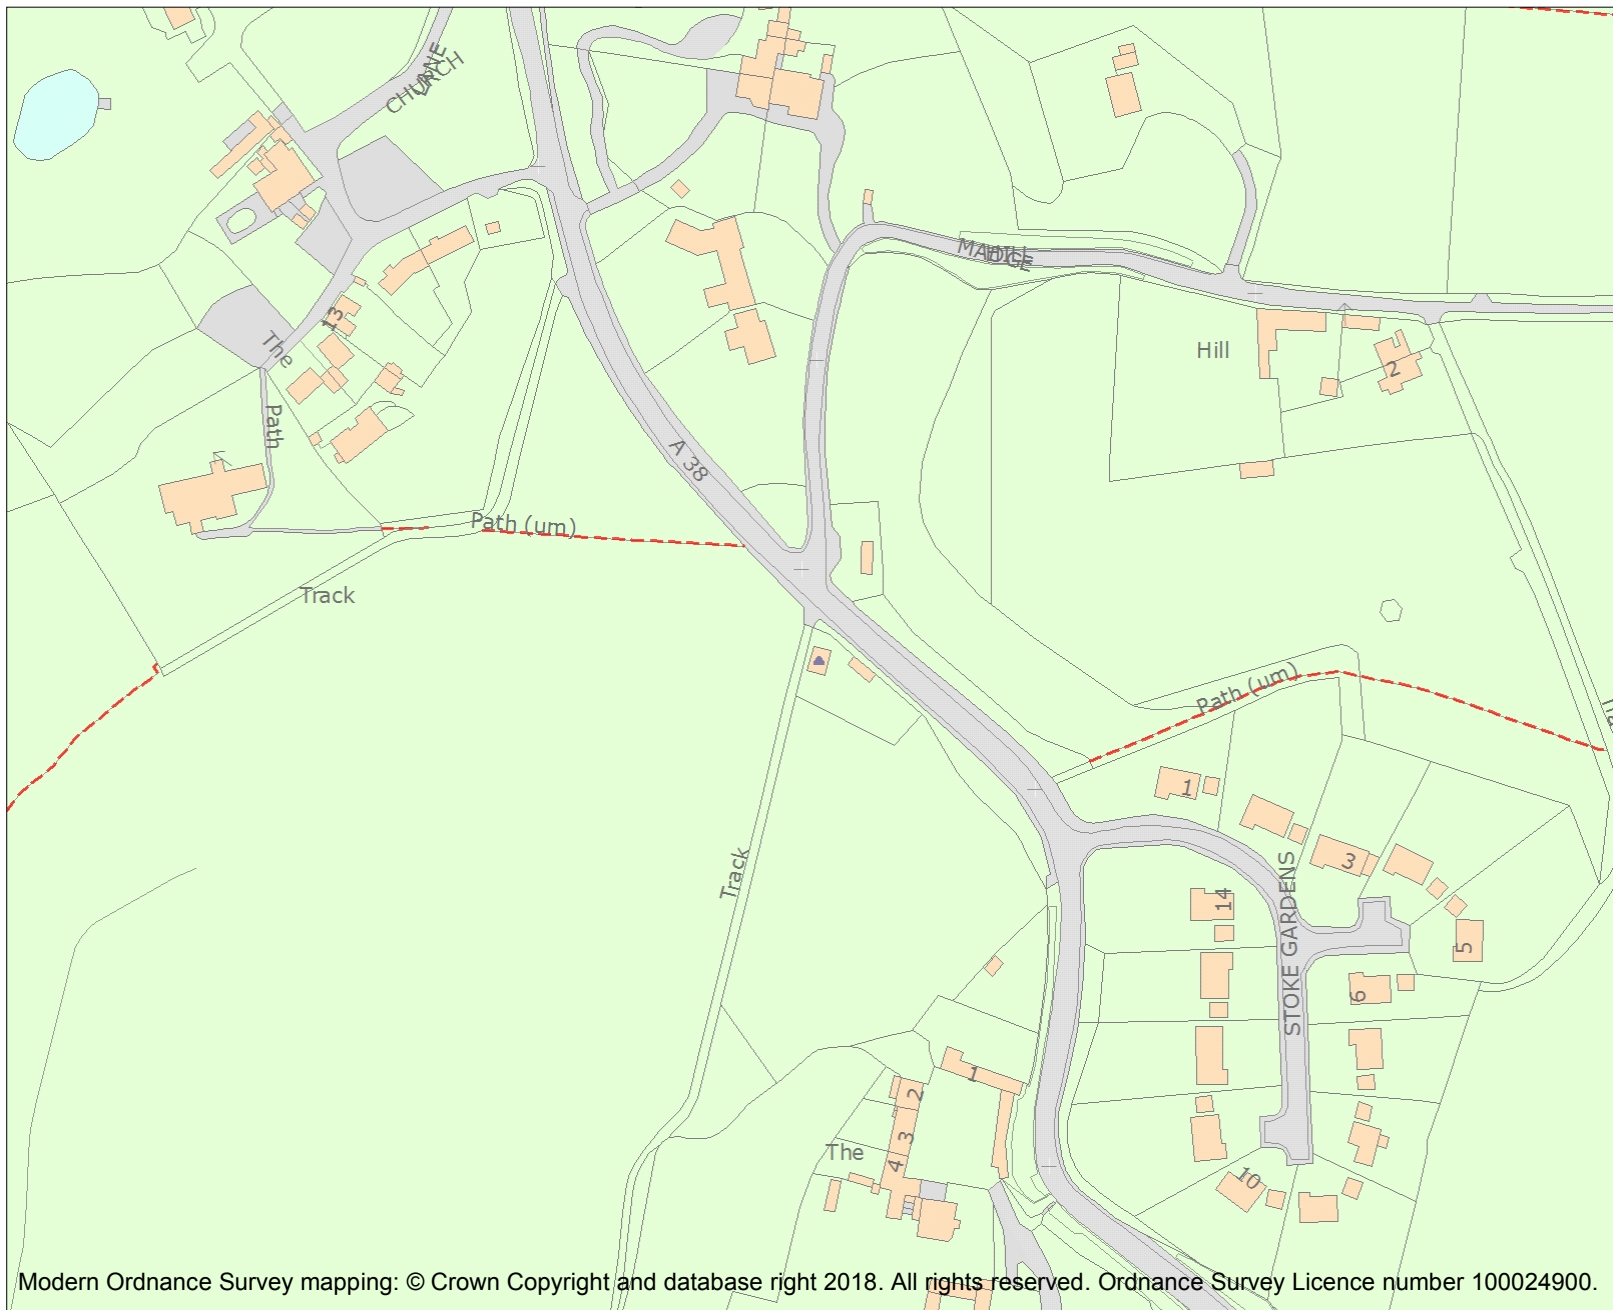 CHURCH
LANE
MADGE
HILL
The
13
Path
A 38
Hill
2
Path (um)
Track
Path (um)
1
3
Track
STOKE GARDENS
14
5
6
1
2
3
The
4
10
Modern Ordnance Survey mapping: © Crown Copyright and database right 2018. All rights reserved. Ordnance Survey Licence number 100024900.